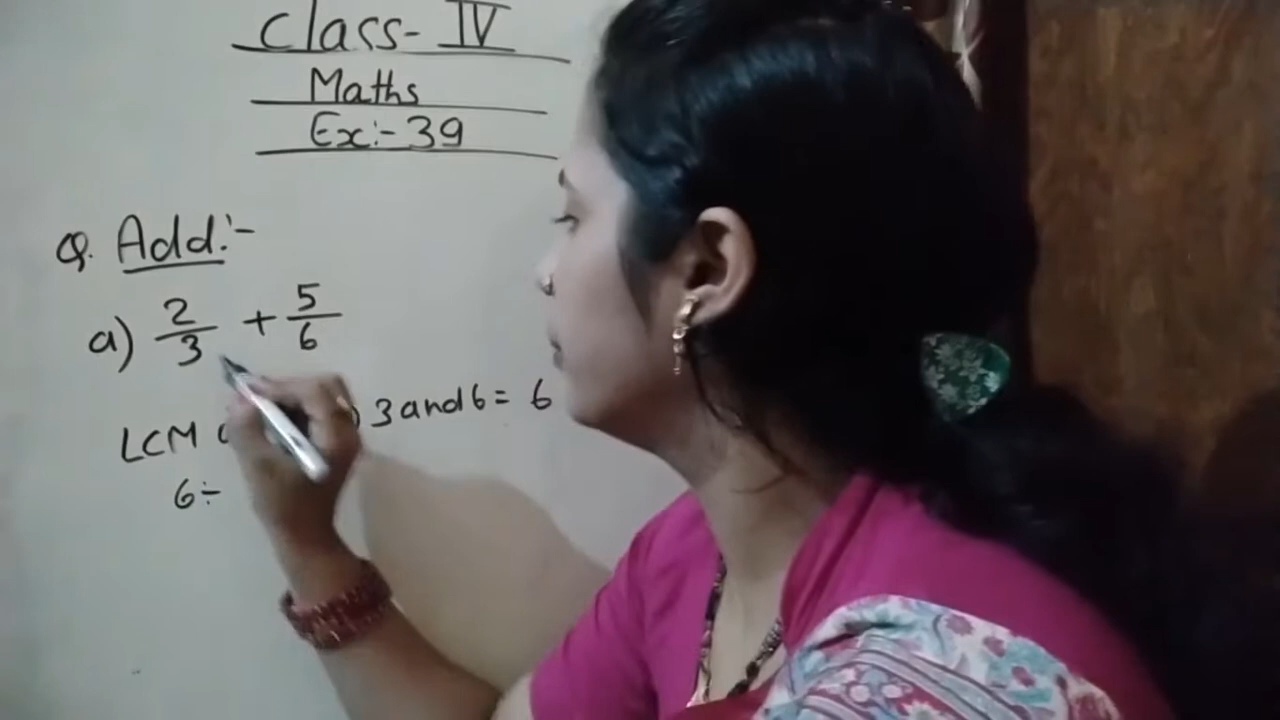 Class- IV
Maths
Ex:- 39
Q. Add:-
a) 2/3 + 5/6
LCM 3 and 6 = 6
6÷